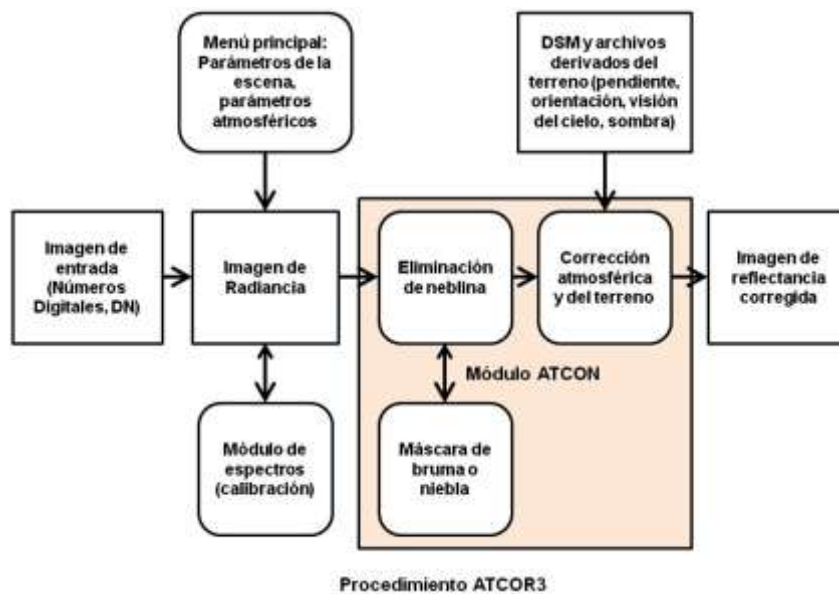 Menú principal:
Parámetros de la
escena,
parámetros
atmosféricos
DSM y archivos
derivados del
terreno (pendiente,
orientación, visión
del cielo, sombra)
Imagen de
entrada
(Números
Digitales, DN)
Imagen de
Radiancia
Eliminación
de neblina
Corrección
atmosférica
y del terreno
Imagen de
reflectancia
corregida
Módulo ATCON
Módulo de
espectros
(calibración)
Máscara de
bruma o
niebla
Procedimiento ATCOR3